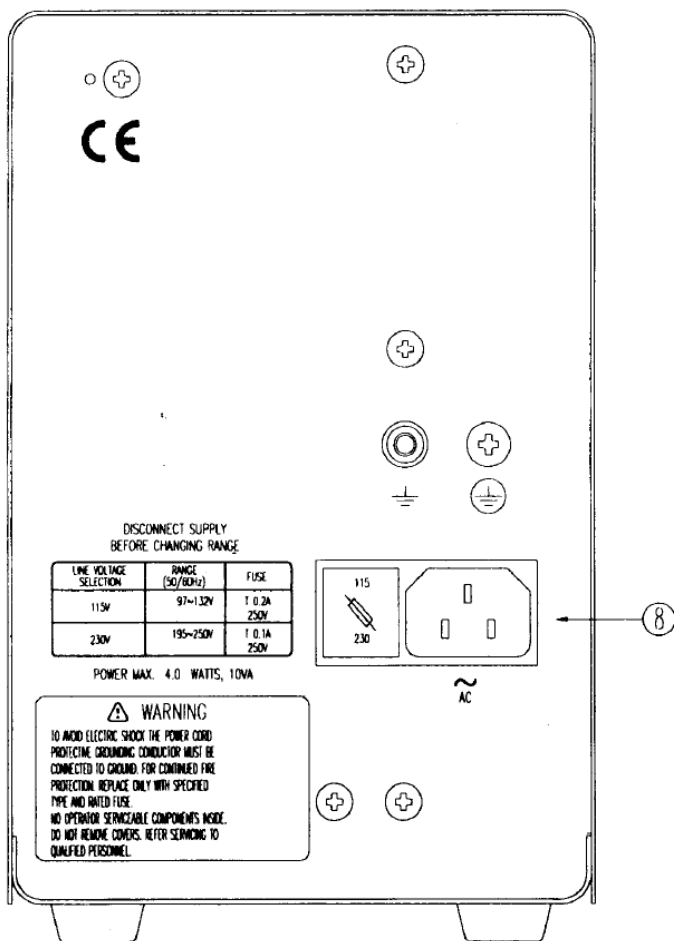 CE
DISCONNECT SUPPLY
BEFORE CHANGING RANGE
LINE VOLTAGE SELECTION RANGE (50/60Hz) FUSE
115V 97~132V T 0.2A 250V
230V 195~250V T 0.1A 250V
POWER MAX. 4.0 WATTS, 10VA
115
230
8
~
AC
⚠ WARNING
TO AVOID ELECTRIC SHOCK THE POWER CORD
PROTECTIVE GROUNDING CONDUCTOR MUST BE
CONNECTED TO GROUND. FOR CONTINUED FIRE
PROTECTION. REPLACE ONLY WITH SPECIFIED
TYPE AND RATED FUSE.
NO OPERATOR SERVICEABLE COMPONENTS INSIDE.
DO NOT REMOVE COVERS. REFER SERVICING TO
QUALIFIED PERSONNEL.